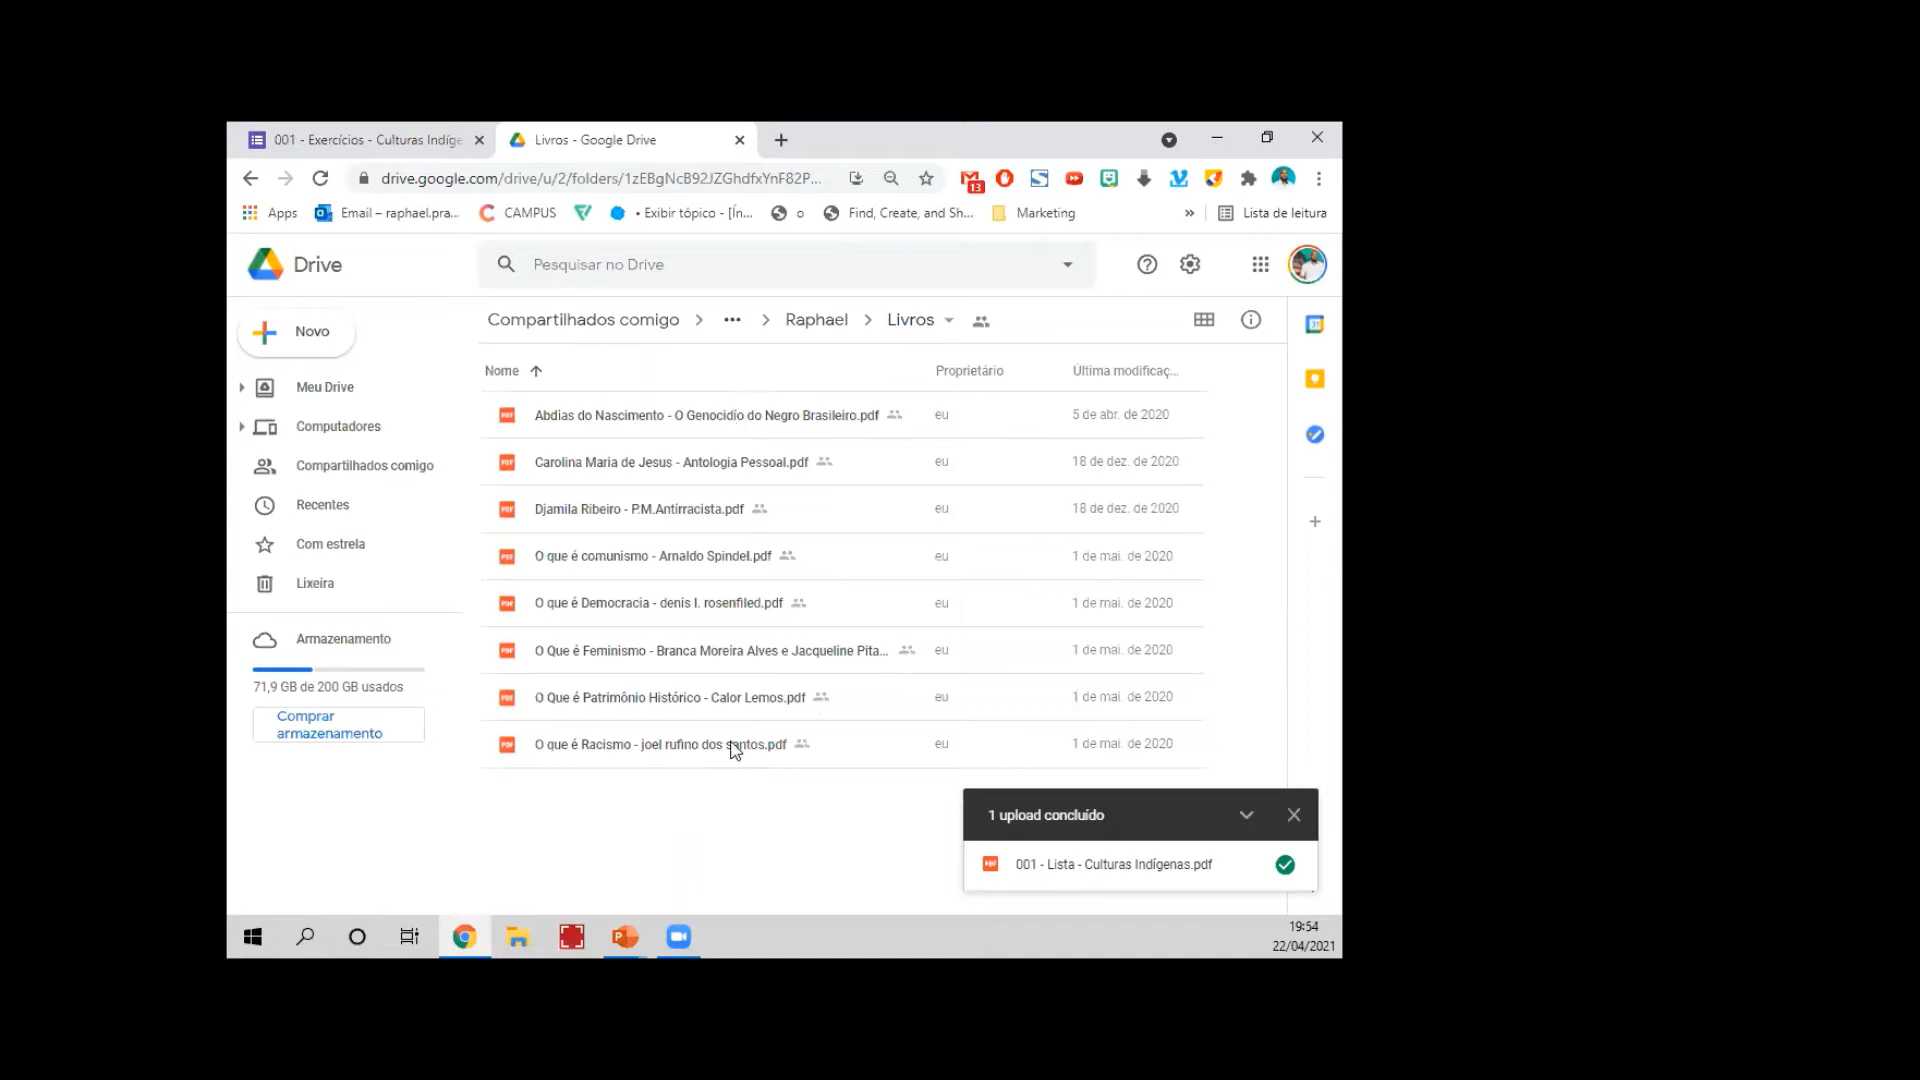 001 - Exercícios - Culturas Indíge
Livros - Google Drive
drive.google.com/drive/u/2/folders/1zEBgNcB92JZGhdfxYnF82P...
13
Apps
Email – raphael.pra...
CAMPUS
• Exibir tópico - [Ín...
o
Find, Create, and Sh...
Marketing
»
Lista de leitura
Drive
Pesquisar no Drive
Novo
Compartilhados comigo
Raphael
Livros
Nome
Proprietário
Última modificaç...
Meu Drive
Computadores
Compartilhados comigo
Recentes
Com estrela
Lixeira
Armazenamento
71,9 GB de 200 GB usados
Comprar
armazenamento
Abdias do Nascimento - O Genocídio do Negro Brasileiro.pdf eu 5 de abr. de 2020
Carolina Maria de Jesus - Antologia Pessoal.pdf eu 18 de dez. de 2020
Djamila Ribeiro - P.M.Antirracista.pdf eu 18 de dez. de 2020
O que é comunismo - Arnaldo Spindel.pdf eu 1 de mai. de 2020
O que é Democracia - denis l. rosenfiled.pdf eu 1 de mai. de 2020
O Que é Feminismo - Branca Moreira Alves e Jacqueline Pita... eu 1 de mai. de 2020
O Que é Patrimônio Histórico - Calor Lemos.pdf eu 1 de mai. de 2020
O que é Racismo - joel rufino dos santos.pdf eu 1 de mai. de 2020
1 upload concluído
001 - Lista - Culturas Indígenas.pdf
19:54
22/04/2021